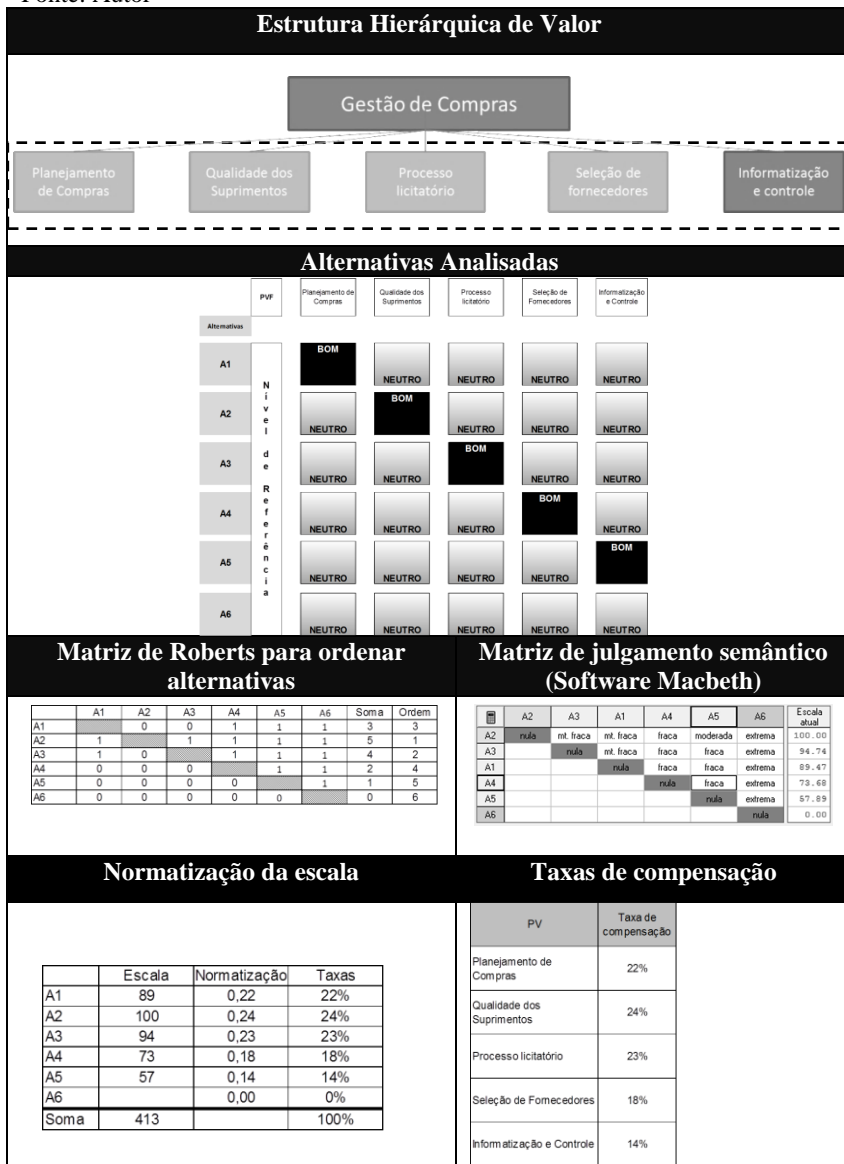 Fonte: Autor
Estrutura Hierárquica de Valor
Gestão de Compras
Planejamento de Compras
Qualidade dos Suprimentos
Processo licitatório
Seleção de fornecedores
Informatização e controle
Alternativas Analisadas
PVF Planejamento de Compras Qualidade dos Suprimentos Processo licitatório Seleção de Fornecedores Informatização e Controle
Alternativas
Nível de Referência
A1 BOM NEUTRO NEUTRO NEUTRO NEUTRO
A2 NEUTRO BOM NEUTRO NEUTRO NEUTRO
A3 NEUTRO NEUTRO BOM NEUTRO NEUTRO
A4 NEUTRO NEUTRO NEUTRO BOM NEUTRO
A5 NEUTRO NEUTRO NEUTRO NEUTRO BOM
A6 NEUTRO NEUTRO NEUTRO NEUTRO NEUTRO
Matriz de Roberts para ordenar
alternativas
A1 A2 A3 A4 A5 A6 Soma Ordem
A1 0 0 1 1 1 3 3
A2 1 1 1 1 1 5 1
A3 1 0 1 1 1 4 2
A4 0 0 0 1 1 2 4
A5 0 0 0 0 1 1 5
A6 0 0 0 0 0 0 6
Matriz de julgamento semântico
(Software Macbeth)
A2 A3 A1 A4 A5 A6 Escala atual
A2 nula mt. fraca mt. fraca fraca moderada extrema 100.00
A3 nula mt. fraca fraca fraca extrema 94.74
A1 nula fraca fraca extrema 89.47
A4 nula fraca extrema 73.68
A5 nula extrema 57.89
A6 nula 0.00
Normatização da escala
Escala Normatização Taxas
A1 89 0,22 22%
A2 100 0,24 24%
A3 94 0,23 23%
A4 73 0,18 18%
A5 57 0,14 14%
A6 0,00 0%
Soma 413 100%
Taxas de compensação
PV Taxa de compensação
Planejamento de Compras 22%
Qualidade dos Suprimentos 24%
Processo licitatório 23%
Seleção de Fornecedores 18%
Informatização e Controle 14%